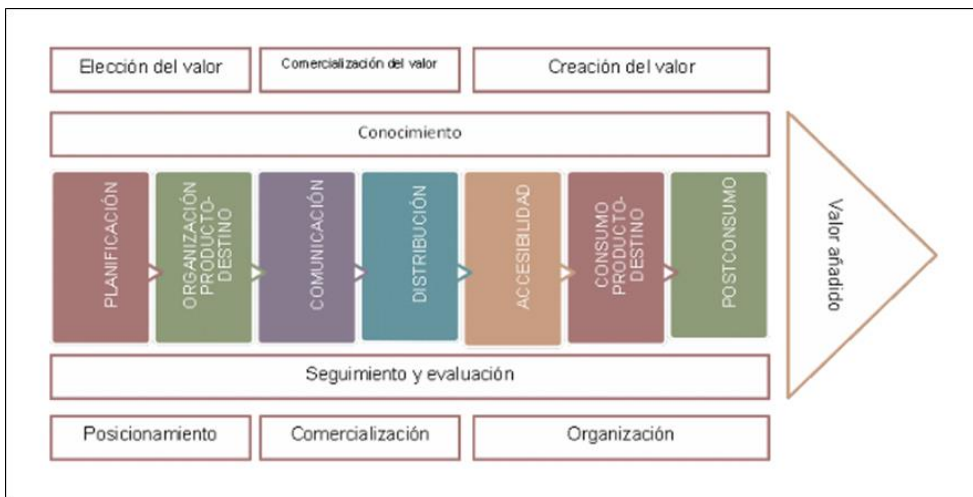 Elección del valor
Comercialización del valor
Creación del valor
Conocimiento
PLANIFICACIÓN
ORGANIZACIÓN
PRODUCTO-
DESTINO
COMUNICACIÓN
DISTRIBUCIÓN
ACCESIBILIDAD
CONSUMO
PRODUCTO-
DESTINO
POSTCONSUMO
Valor añadido
Seguimiento y evaluación
Posicionamiento
Comercialización
Organización